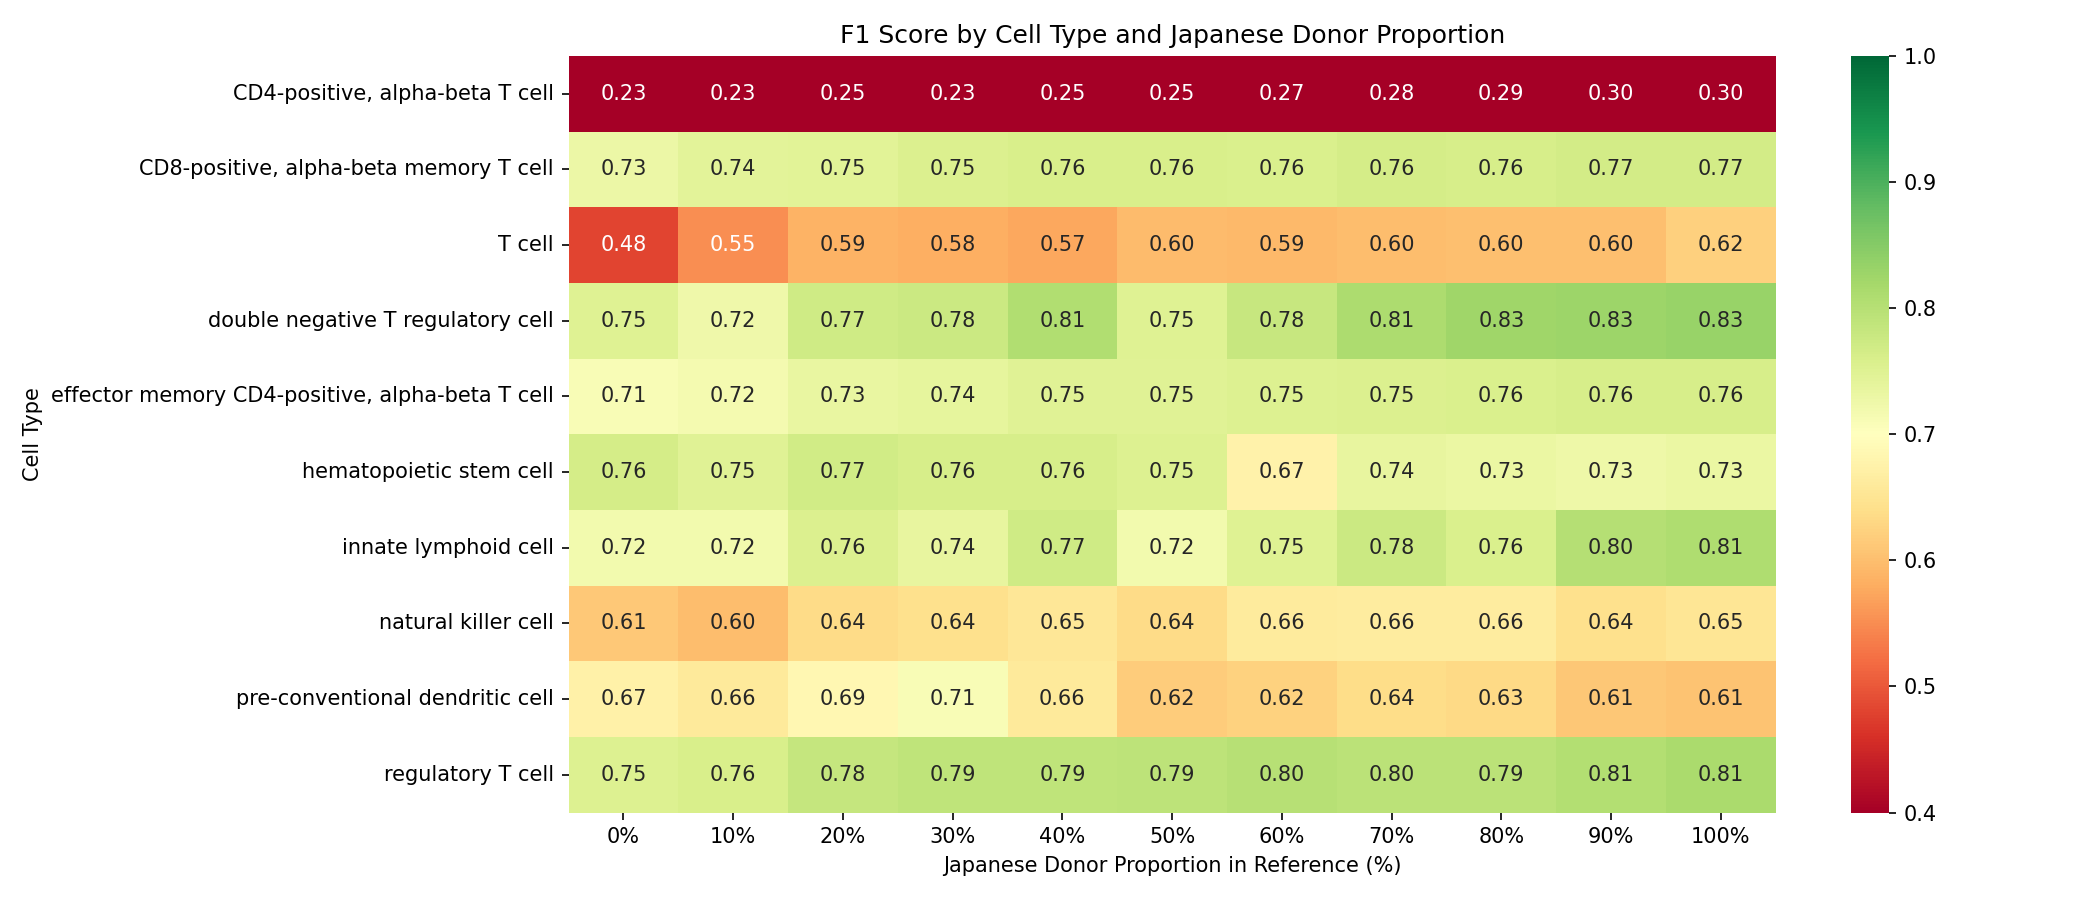 F1 Score by Cell Type and Japanese Donor Proportion
CD4-positive, alpha-beta T cell 0.23 0.23 0.25 0.23 0.25 0.25 0.27 0.28 0.29 0.30 0.30
CD8-positive, alpha-beta memory T cell 0.73 0.74 0.75 0.75 0.76 0.76 0.76 0.76 0.76 0.77 0.77
T cell 0.48 0.55 0.59 0.58 0.57 0.60 0.59 0.60 0.60 0.60 0.62
double negative T regulatory cell 0.75 0.72 0.77 0.78 0.81 0.75 0.78 0.81 0.83 0.83 0.83
effector memory CD4-positive, alpha-beta T cell 0.71 0.72 0.73 0.74 0.75 0.75 0.75 0.75 0.76 0.76 0.76
hematopoietic stem cell 0.76 0.75 0.77 0.76 0.76 0.75 0.67 0.74 0.73 0.73 0.73
innate lymphoid cell 0.72 0.72 0.76 0.74 0.77 0.72 0.75 0.78 0.76 0.80 0.81
natural killer cell 0.61 0.60 0.64 0.64 0.65 0.64 0.66 0.66 0.66 0.64 0.65
pre-conventional dendritic cell 0.67 0.66 0.69 0.71 0.66 0.62 0.62 0.64 0.63 0.61 0.61
regulatory T cell 0.75 0.76 0.78 0.79 0.79 0.79 0.80 0.80 0.79 0.81 0.81
0% 10% 20% 30% 40% 50% 60% 70% 80% 90% 100%
Japanese Donor Proportion in Reference (%)
Cell Type
1.0
0.9
0.8
0.7
0.6
0.5
0.4